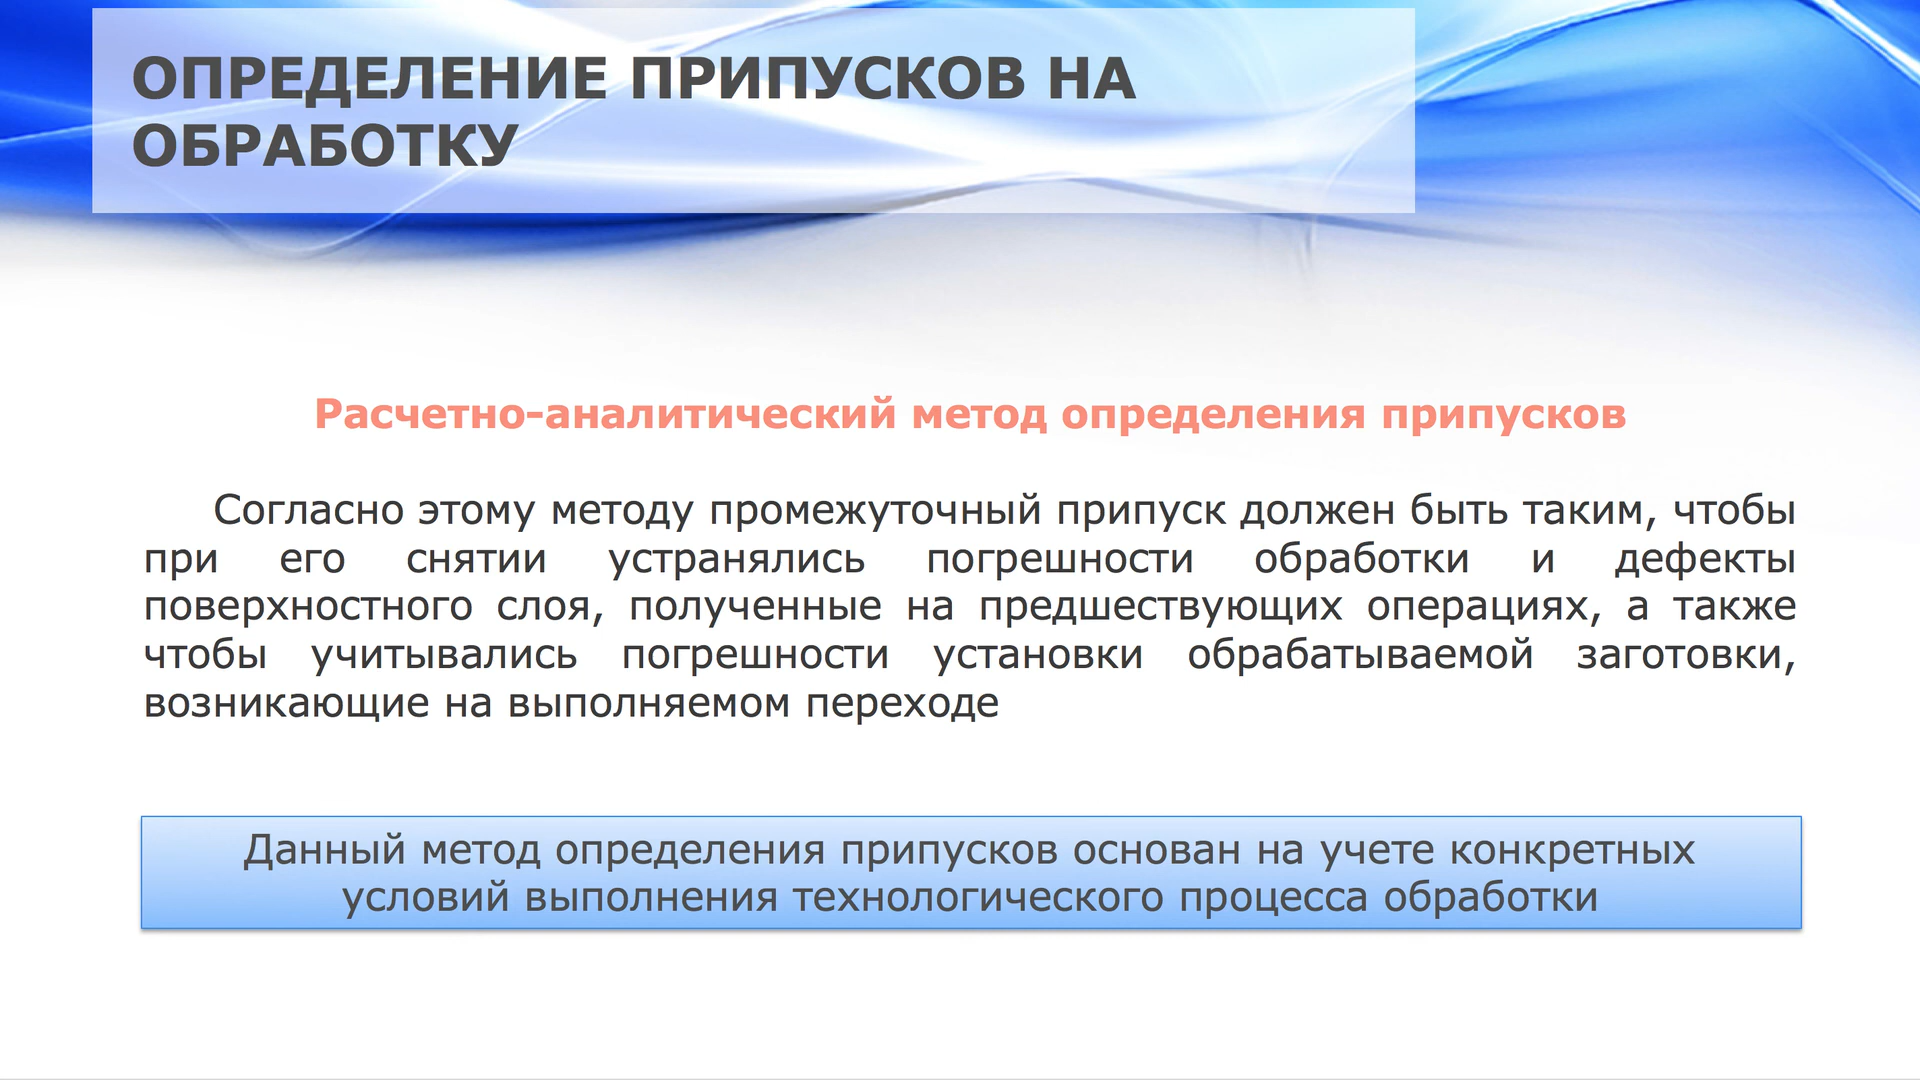 ОПРЕДЕЛЕНИЕ ПРИПУСКОВ НА
ОБРАБОТКУ
Расчетно-аналитический метод определения припусков
Согласно этому методу промежуточный припуск должен быть таким, чтобы
при его снятии устранялись погрешности обработки и дефекты
поверхностного слоя, полученные на предшествующих операциях, а также
чтобы учитывались погрешности установки обрабатываемой заготовки,
возникающие на выполняемом переходе
Данный метод определения припусков основан на учете конкретных
условий выполнения технологического процесса обработки